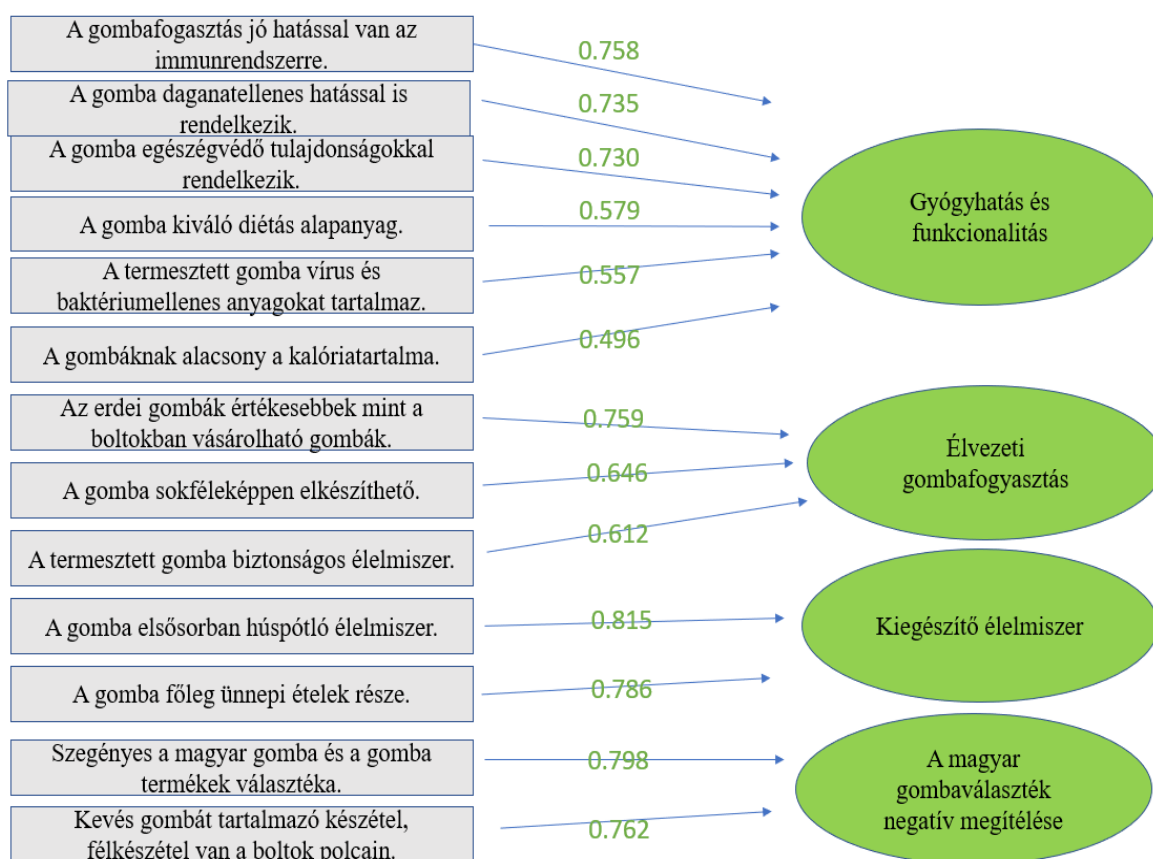 A gombafogasztás jó hatással van az
immunrendszerre.
0.758
A gomba daganatellenes hatással is
rendelkezik.
0.735
A gomba egészégvédő tulajdonságokkal
rendelkezik.
0.730
A gomba kiváló diétás alapanyag.
0.579
A termesztett gomba vírus és
baktériumellenes anyagokat tartalmaz.
0.557
A gombáknak alacsony a kalóriatartalma.
0.496
Gyógyhatás és
funkcionalitás
Az erdei gombák értékesebbek mint a
boltokban vásárolható gombák.
0.759
A gomba sokféleképpen elkészíthető.
0.646
A termesztett gomba biztonságos élelmiszer.
0.612
Élvezeti
gombafogyasztás
A gomba elsősorban húspótló élelmiszer.
0.815
A gomba főleg ünnepi ételek része.
0.786
Kiegészítő élelmiszer
Szegényes a magyar gomba és a gomba
termékek választéka.
0.798
Kevés gombát tartalmazó készétel,
félkészétel van a boltok polcain.
0.762
A magyar
gombaválaszték
negatív megítélése